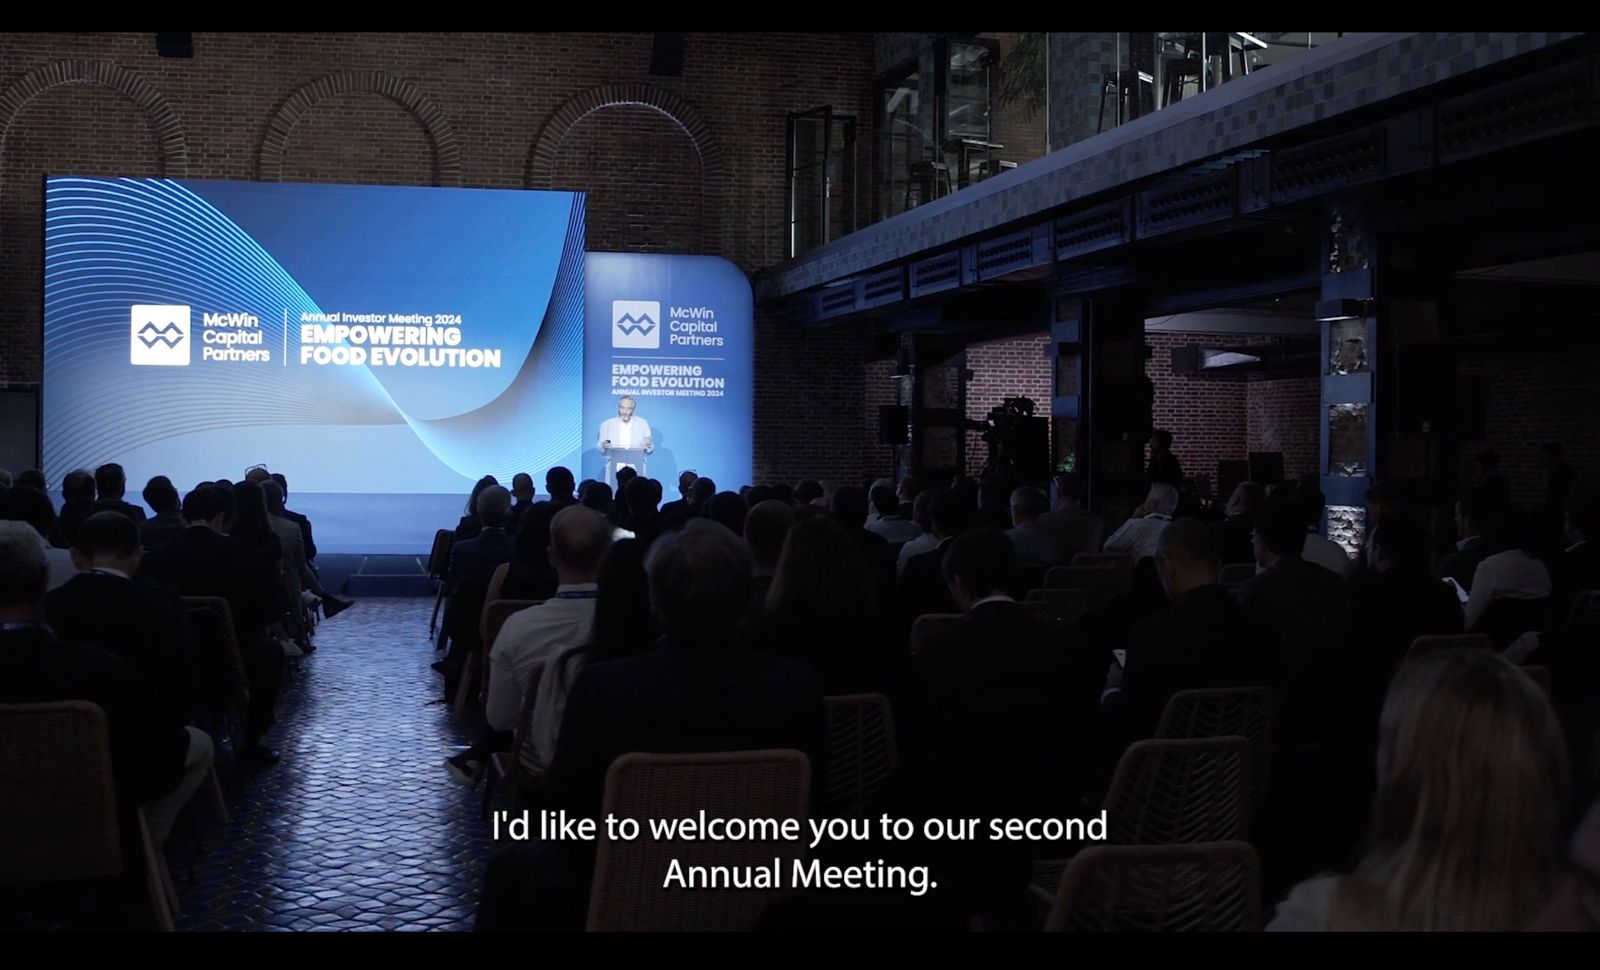 McWin
Capital
Partners
Annual Investor Meeting 2024
EMPOWERING
FOOD EVOLUTION
McWin
Capital
Partners
EMPOWERING
FOOD EVOLUTION
ANNUAL INVESTOR MEETING 2024
I'd like to welcome you to our second
Annual Meeting.